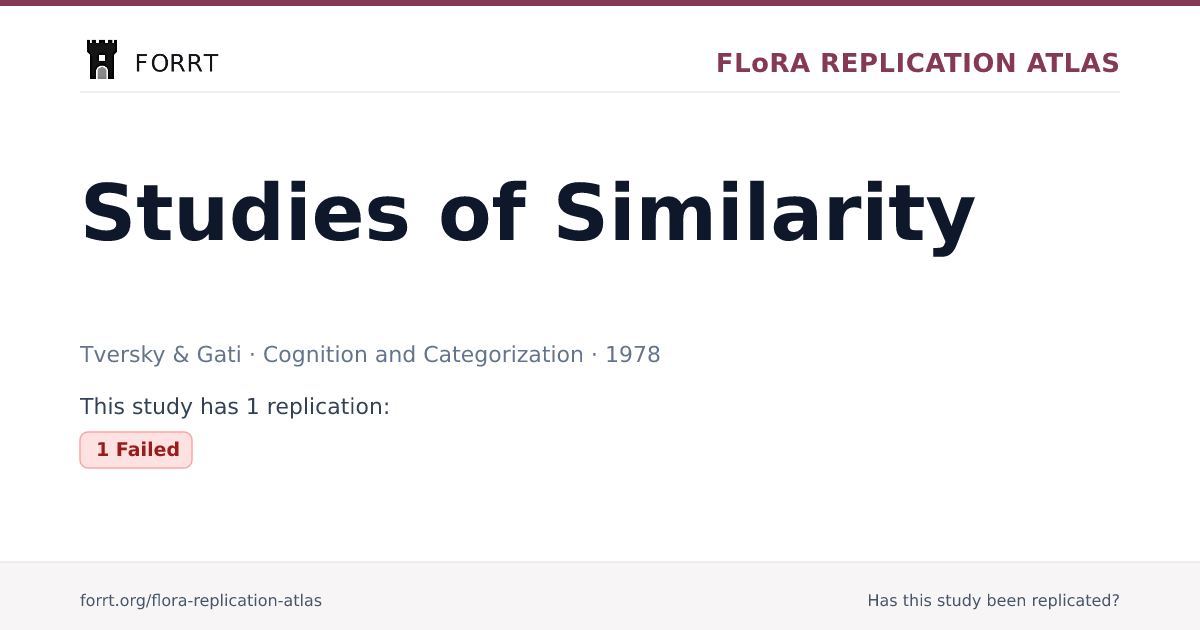 FORRT
FLoRA REPLICATION ATLAS
Studies of Similarity
Tversky & Gati · Cognition and Categorization · 1978
This study has 1 replication:
1 Failed
forrt.org/flora-replication-atlas
Has this study been replicated?